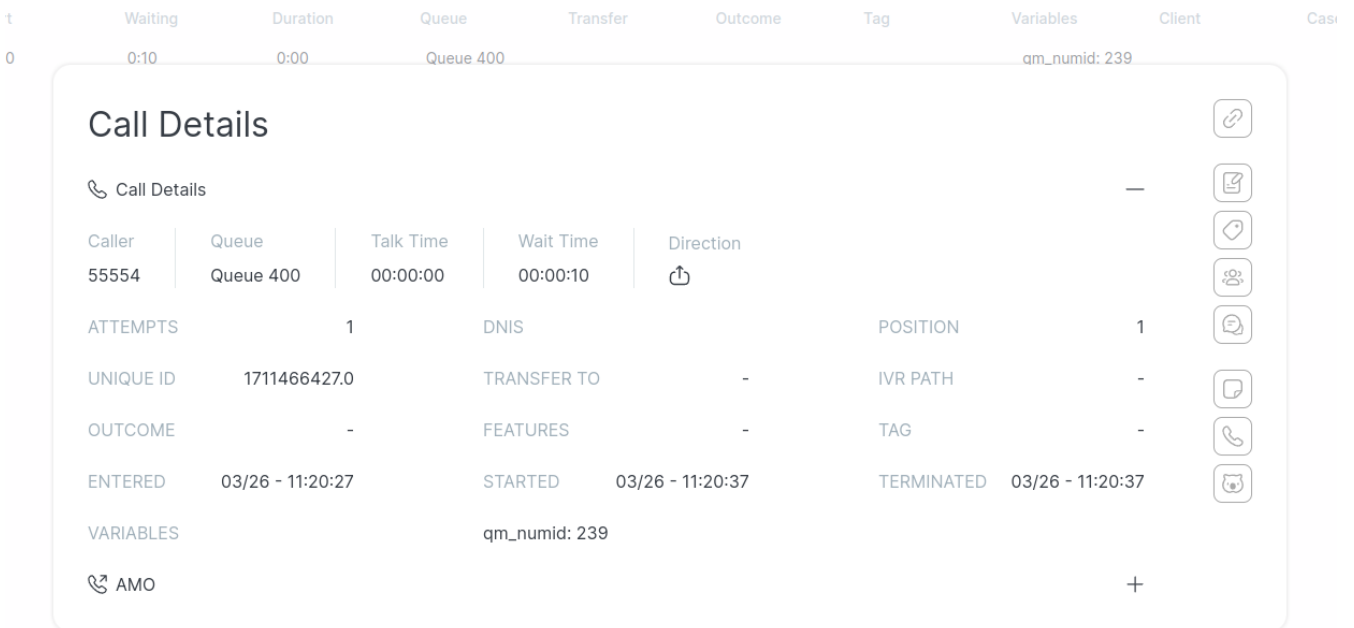 t Waiting Duration Queue Transfer Outcome Tag Variables Client Cas
0 0:10 0:00 Queue 400 qm_numid: 239
Call Details
Call Details
Caller Queue Talk Time Wait Time Direction
55554 Queue 400 00:00:00 00:00:10
ATTEMPTS 1 DNIS POSITION 1
UNIQUE ID 1711466427.0 TRANSFER TO - IVR PATH -
OUTCOME - FEATURES - TAG -
ENTERED 03/26 - 11:20:27 STARTED 03/26 - 11:20:37 TERMINATED 03/26 - 11:20:37
VARIABLES qm_numid: 239
AMO